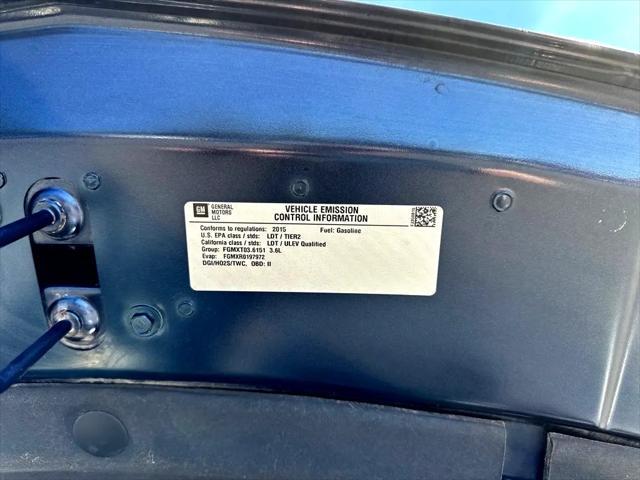 GM GENERAL MOTORS LLC
VEHICLE EMISSION
CONTROL INFORMATION
Conforms to regulations: 2015 Fuel: Gasoline
U.S. EPA class / stds: LDT / TIER2
California class / stds: LDT / ULEV Qualified
Group: FGMXT03.6151 3.6L
Evap: FGMXR0197972
DGI/HO2S/TWC, OBD: II